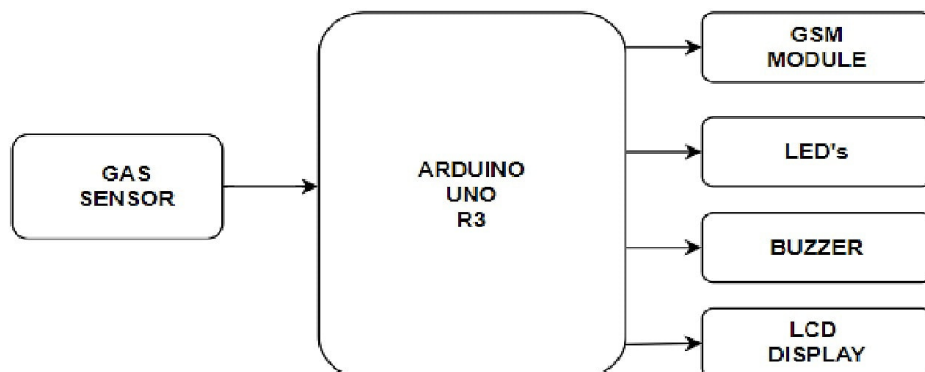 GAS
SENSOR
ARDUINO
UNO
R3
GSM
MODULE
LED's
BUZZER
LCD
DISPLAY